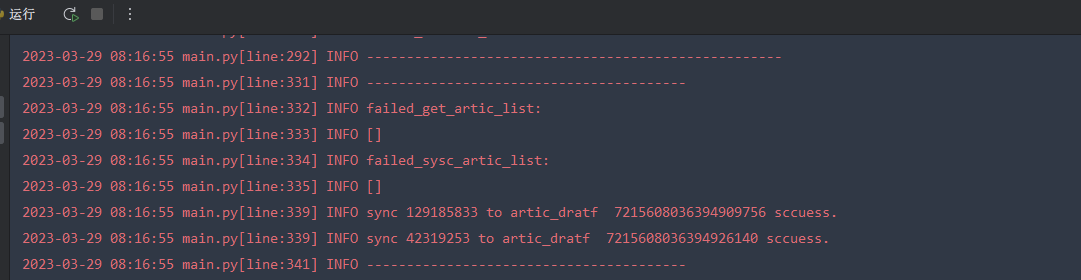 运行
2023-03-29 08:16:55 main.py[line:292] INFO ----------------------------------------------------
2023-03-29 08:16:55 main.py[line:331] INFO ----------------------------------------
2023-03-29 08:16:55 main.py[line:332] INFO failed_get_artic_list:
2023-03-29 08:16:55 main.py[line:333] INFO []
2023-03-29 08:16:55 main.py[line:334] INFO failed_sysc_artic_list:
2023-03-29 08:16:55 main.py[line:335] INFO []
2023-03-29 08:16:55 main.py[line:339] INFO sync 129185833 to artic_dratf  7215608036394909756 sccuess.
2023-03-29 08:16:55 main.py[line:339] INFO sync 42319253 to artic_dratf  7215608036394926140 sccuess.
2023-03-29 08:16:55 main.py[line:341] INFO ----------------------------------------